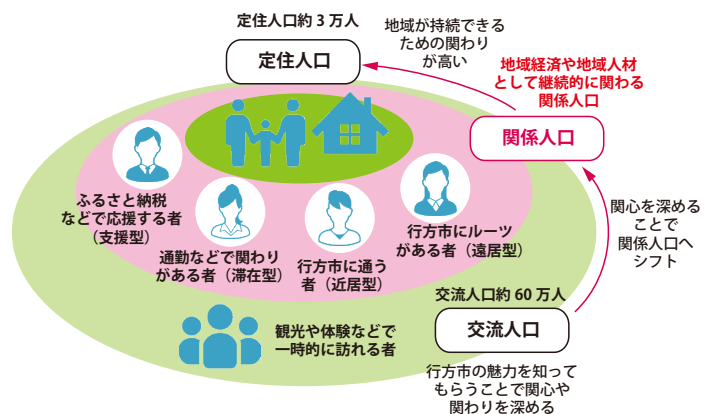 定住人口約 3 万人
定住人口
地域が持続できる
ための関わり
が高い
地域経済や地域人材
として継続的に関わる
関係人口
関係人口
ふるさと納税
などで応援する者
（支援型）
通勤などで関わり
がある者（滞在型）
行方市に通う
者（近居型）
行方市にルーツ
がある者（遠居型）
関心を深める
ことで
関係人口へ
シフト
観光や体験などで
一時的に訪れる者
交流人口約 60 万人
交流人口
行方市の魅力を知って
もらうことで関心や
関わりを深める